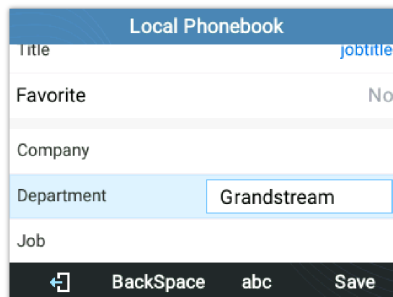 Local Phonebook
Title jobtitle
Favorite No
Company
Department Grandstream
Job
BackSpace abc Save